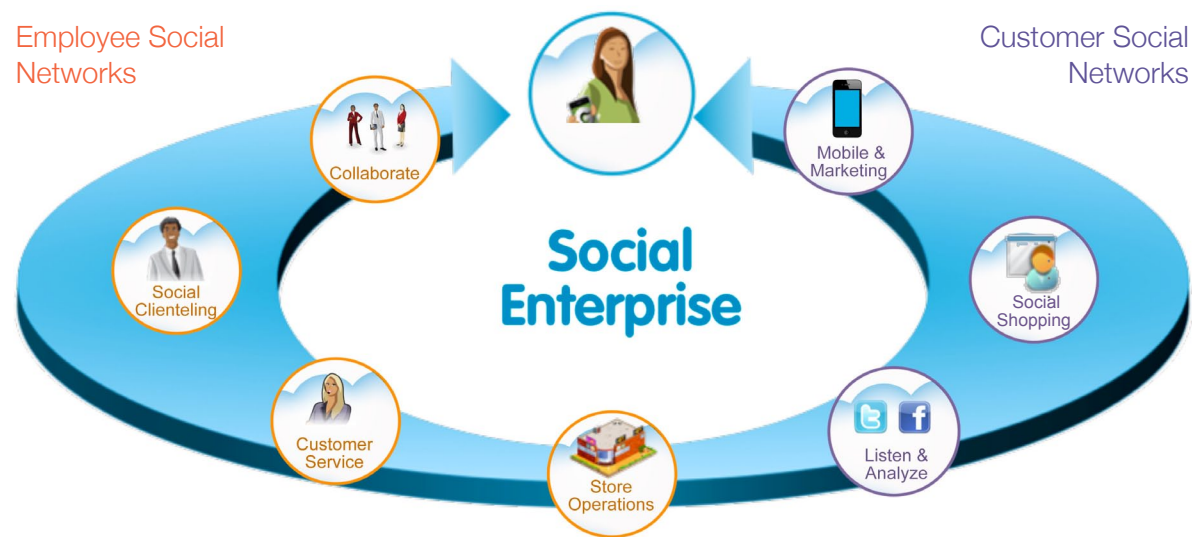 Employee Social
Networks
Customer Social
Networks
Collaborate
Mobile &
Marketing
Social
Clienteling
Social
Enterprise
Social
Shopping
Customer
Service
Listen &
Analyze
Store
Operations